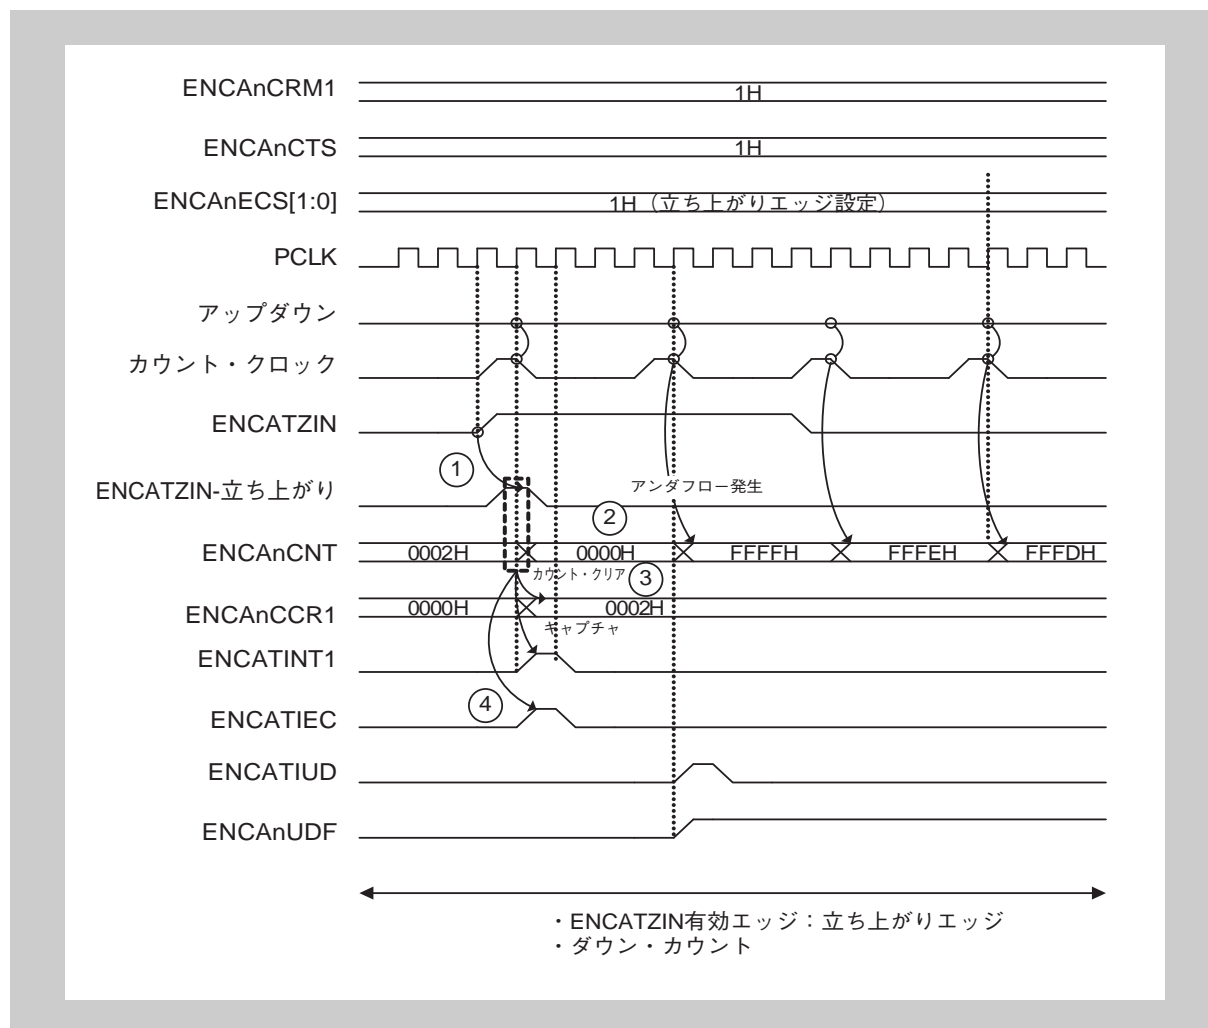 ENCAnCRM1 1H
ENCAnCTS 1H
ENCAnECS[1:0] 1H（立ち上がりエッジ設定）
PCLK
アップダウン
カウント・クロック
ENCATZIN
①
ENCATZIN-立ち上がり アンダフロー発生
②
ENCAnCNT 0002H 0000H FFFFH FFFEH FFFDH
カウント・クリア ③
ENCAnCCR1 0000H 0002H
キャプチャ
ENCATINT1
④
ENCATIEC
ENCATIUD
ENCAnUDF
・ENCATZIN有効エッジ：立ち上がりエッジ
・ダウン・カウント